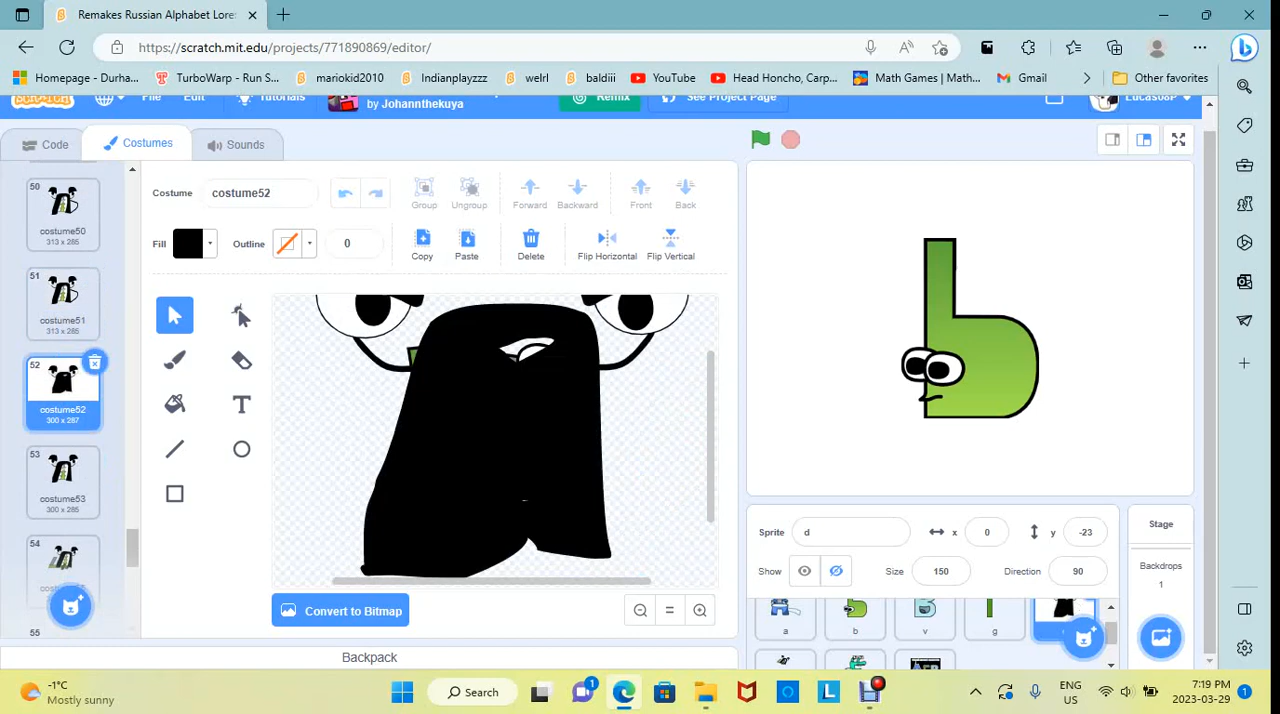 Remakes Russian Alphabet Lore
https://scratch.mit.edu/projects/771890869/editor/
Homepage - Durha... TurboWarp - Run S... mariokid2010 Indianplayzzz welrl baldiii YouTube Head Honcho, Carp... Math Games | Math... Gmail Other favorites
SCRATCH File Edit Tutorials by Johannthekuya Remix See Project Page Lucas08P
Code Costumes Sounds
50
costume50
313 x 285
51
costume51
313 x 285
52
costume52
300 x 287
53
costume53
300 x 285
54
55
Costume costume52 Group Ungroup Forward Backward Front Back
Fill Outline 0 Copy Paste Delete Flip Horizontal Flip Vertical
T
Convert to Bitmap
Backpack
Sprite d x 0 y -23
Show Size 150 Direction 90
a b v g
Stage
Backdrops
1
-1°C
Mostly sunny
Search
1
ENG
US
7:19 PM
2023-03-29
1